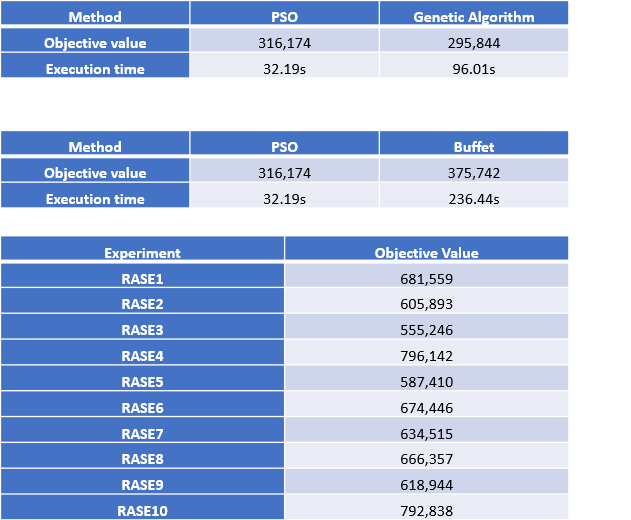 Method PSO Genetic Algorithm
Objective value 316,174 295,844
Execution time 32.19s 96.01s
Method PSO Buffet
Objective value 316,174 375,742
Execution time 32.19s 236.44s
Experiment Objective Value
RASE1 681,559
RASE2 605,893
RASE3 555,246
RASE4 796,142
RASE5 587,410
RASE6 674,446
RASE7 634,515
RASE8 666,357
RASE9 618,944
RASE10 792,838